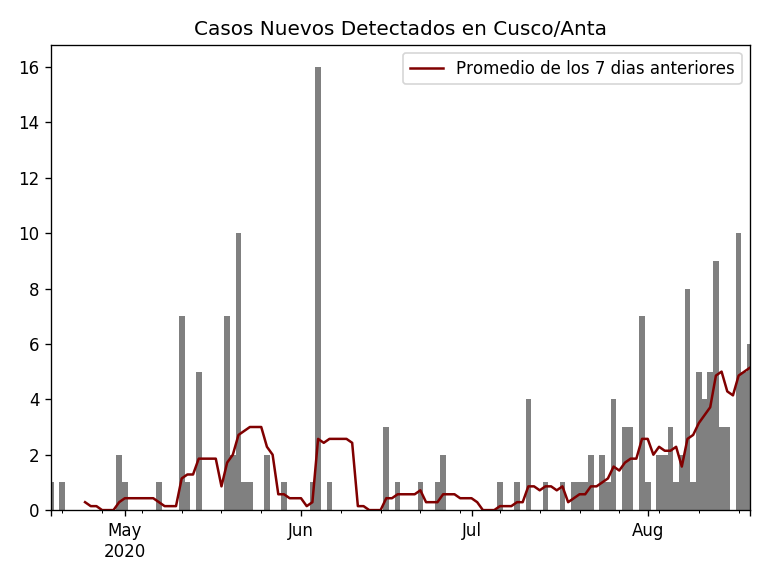 Casos Nuevos Detectados en Cusco/Anta
Promedio de los 7 dias anteriores
16
14
12
10
8
6
4
2
0
May
2020
Jun
Jul
Aug